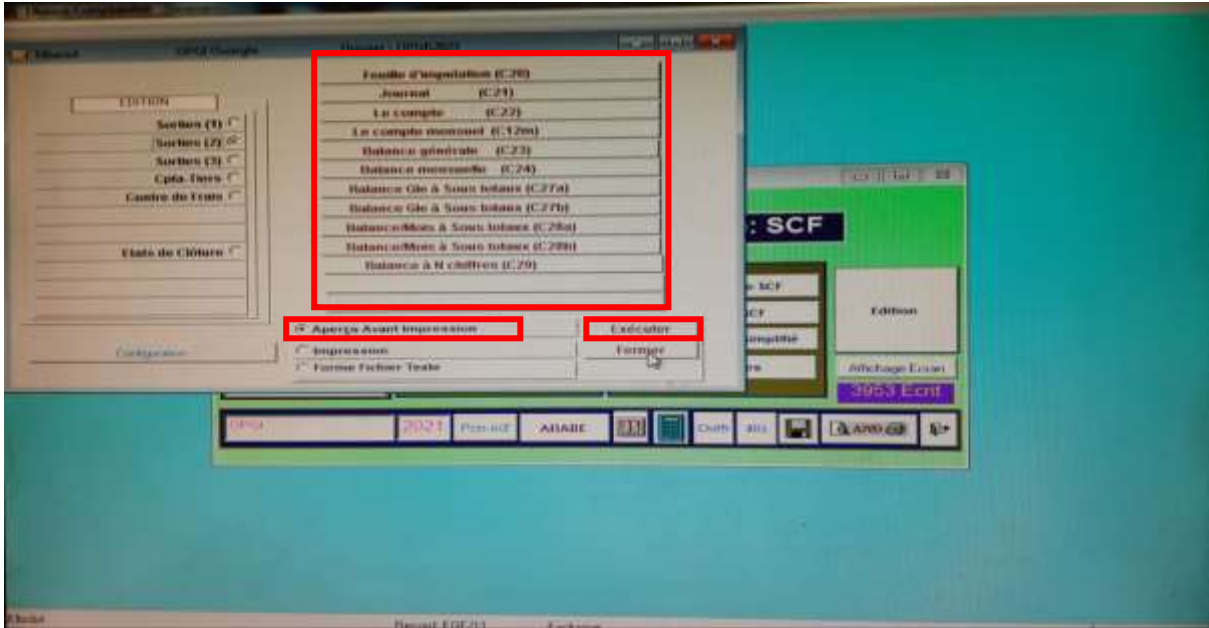 EDITION
Sorties (1)
Sorties (2)
Sorties (3)
Cpta-Tiers
Centre de Frais
Etats de Clôture
Configuration
Feuille d'imputation (C20)
Journal (C21)
Le compte (C22)
Le compte mensuel (C12m)
Balance générale (C23)
Balance mensuelle (C24)
Balance Gle à Sous totaux (C27a)
Balance Gle à Sous totaux (C27b)
Balance/Mois à Sous totaux (C28a)
Balance/Mois à Sous totaux (C28b)
Balance à N chiffres (C29)
Aperçu Avant Impression
Impression
Forme Fichier Texte
Exécuter
Fermer
: SCF
SCF
Edition
Affichage Ecran
3953 Ecrit
OPGI
2021
ARABE